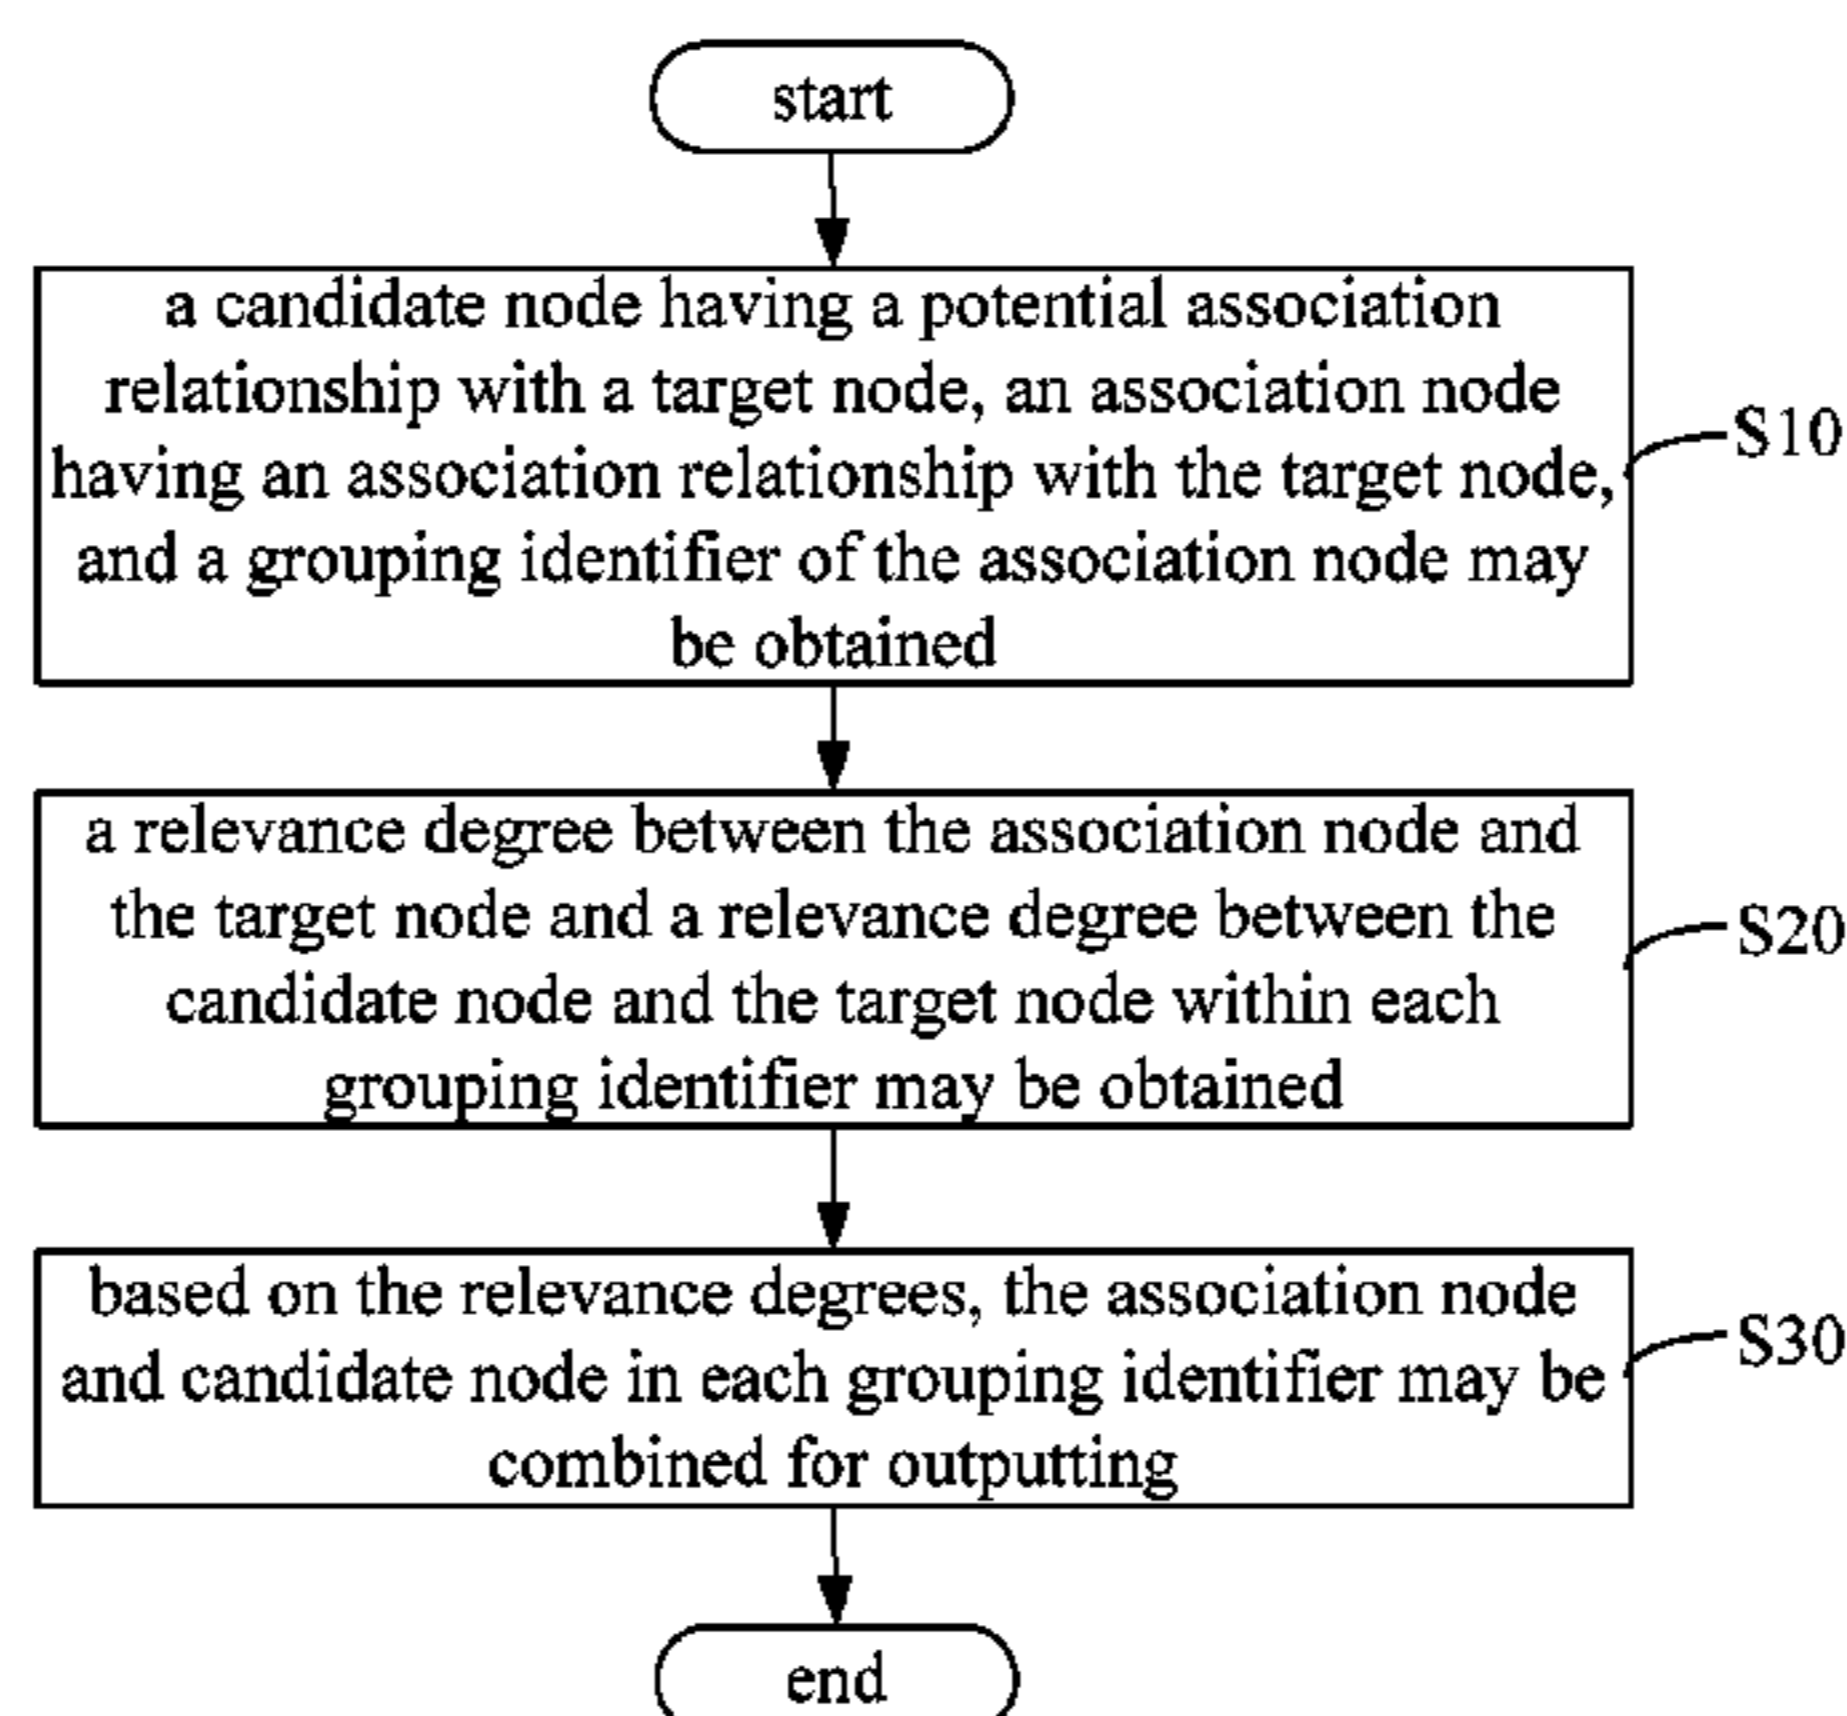 start
a candidate node having a potential association
relationship with a target node, an association node
having an association relationship with the target node,
and a grouping identifier of the association node may
be obtained
S10
a relevance degree between the association node and
the target node and a relevance degree between the
candidate node and the target node within each
grouping identifier may be obtained
S20
based on the relevance degrees, the association node
and candidate node in each grouping identifier may be
combined for outputting
S30
end